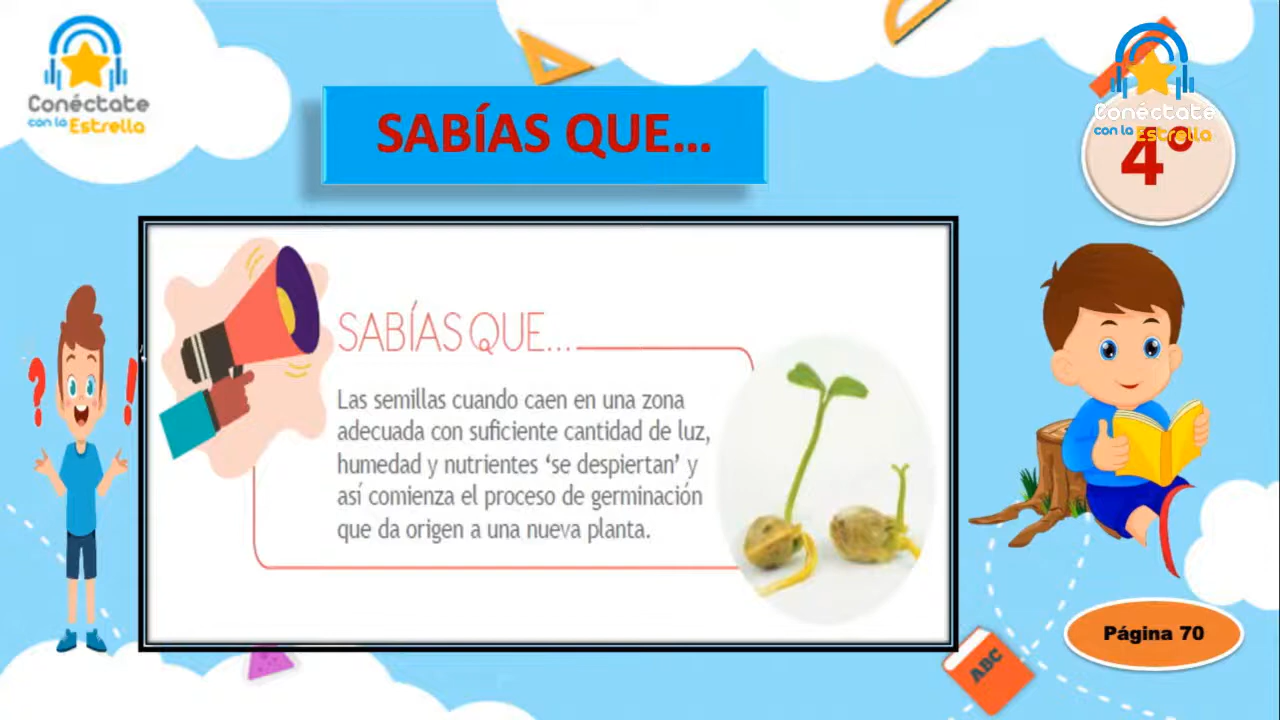 Conéctate
con la Estrella
SABÍAS QUE...
Conéctate
con la Estrella
4°
SABÍAS QUE...
Las semillas cuando caen en una zona
adecuada con suficiente cantidad de luz,
humedad y nutrientes ‘se despiertan’ y
así comienza el proceso de germinación
que da origen a una nueva planta.
?
!
Página 70
ABC